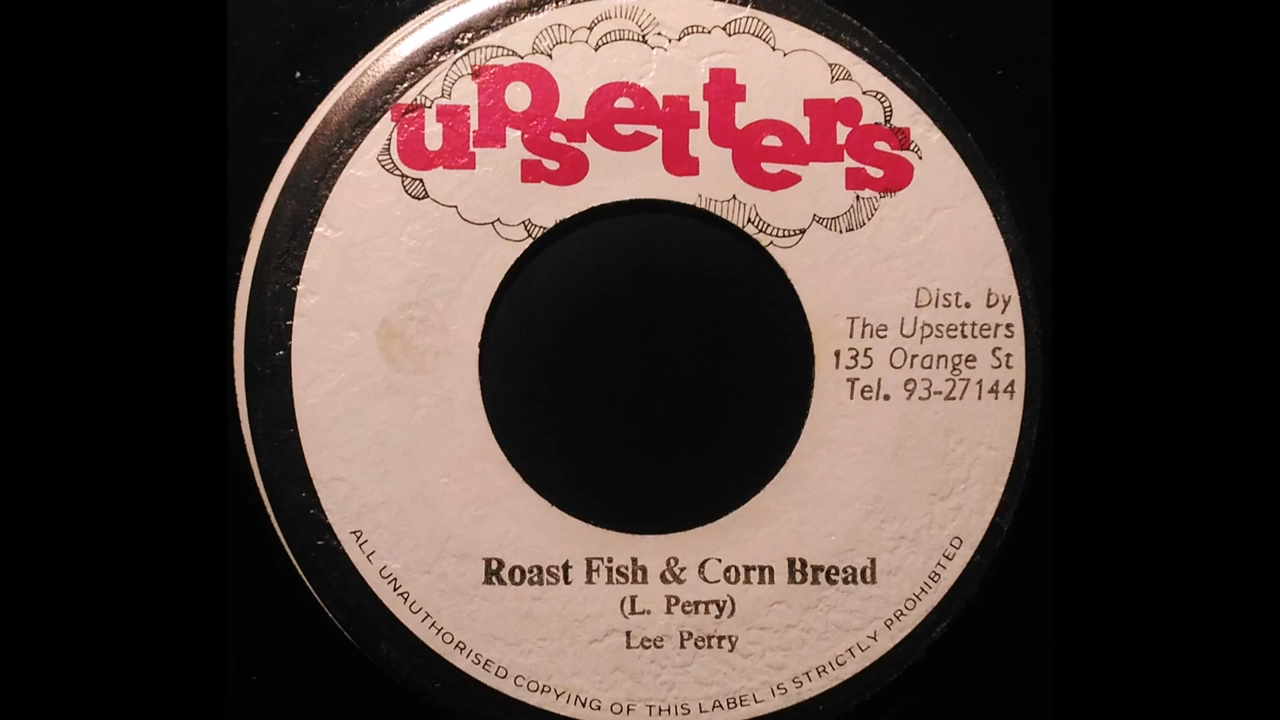 upsetters
Dist. by
The Upsetters
135 Orange St
Tel. 93-27144
Roast Fish & Corn Bread
(L. Perry)
Lee Perry
ALL UNAUTHORISED COPYING OF THIS LABEL IS STRICTLY PROHIBTED